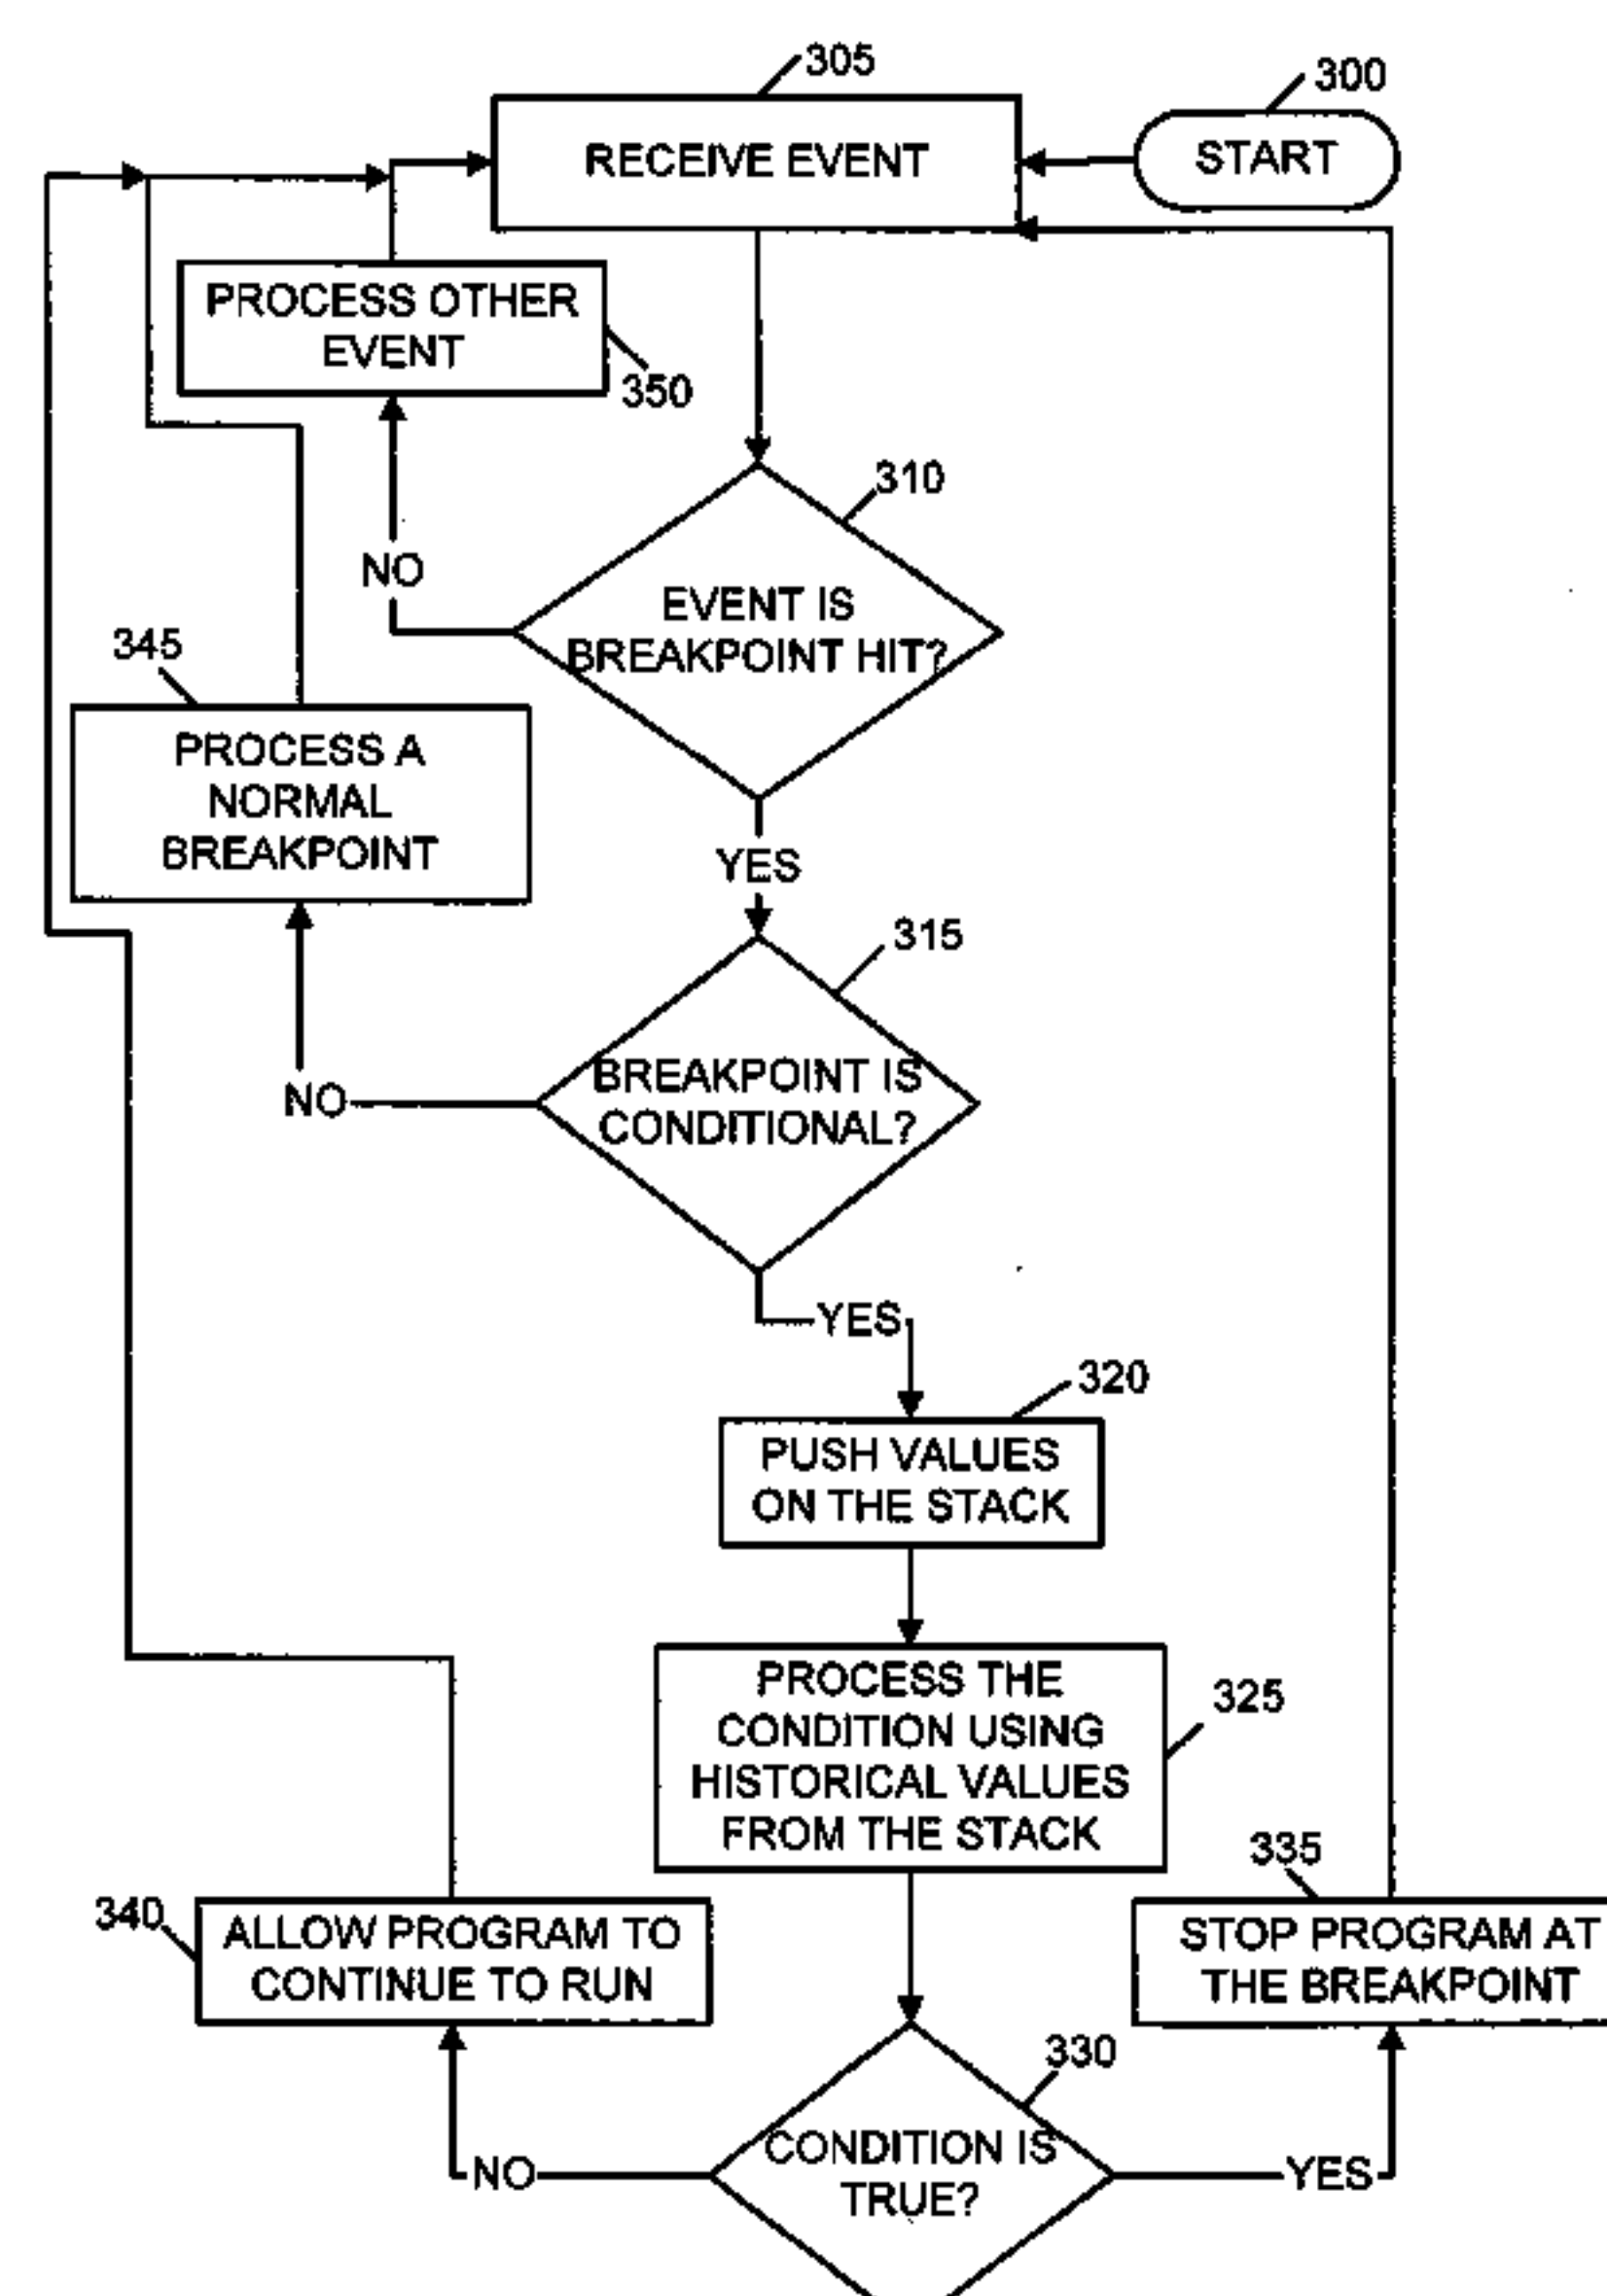 305
300
RECEIVE EVENT
START
PROCESS OTHER
EVENT
350
310
NO
EVENT IS
BREAKPOINT HIT?
345
PROCESS A
NORMAL
BREAKPOINT
YES
315
BREAKPOINT IS
CONDITIONAL?
NO
YES
320
PUSH VALUES
ON THE STACK
PROCESS THE
CONDITION USING
HISTORICAL VALUES
FROM THE STACK
325
335
340
ALLOW PROGRAM TO
CONTINUE TO RUN
STOP PROGRAM AT
THE BREAKPOINT
330
CONDITION IS
TRUE?
NO
YES